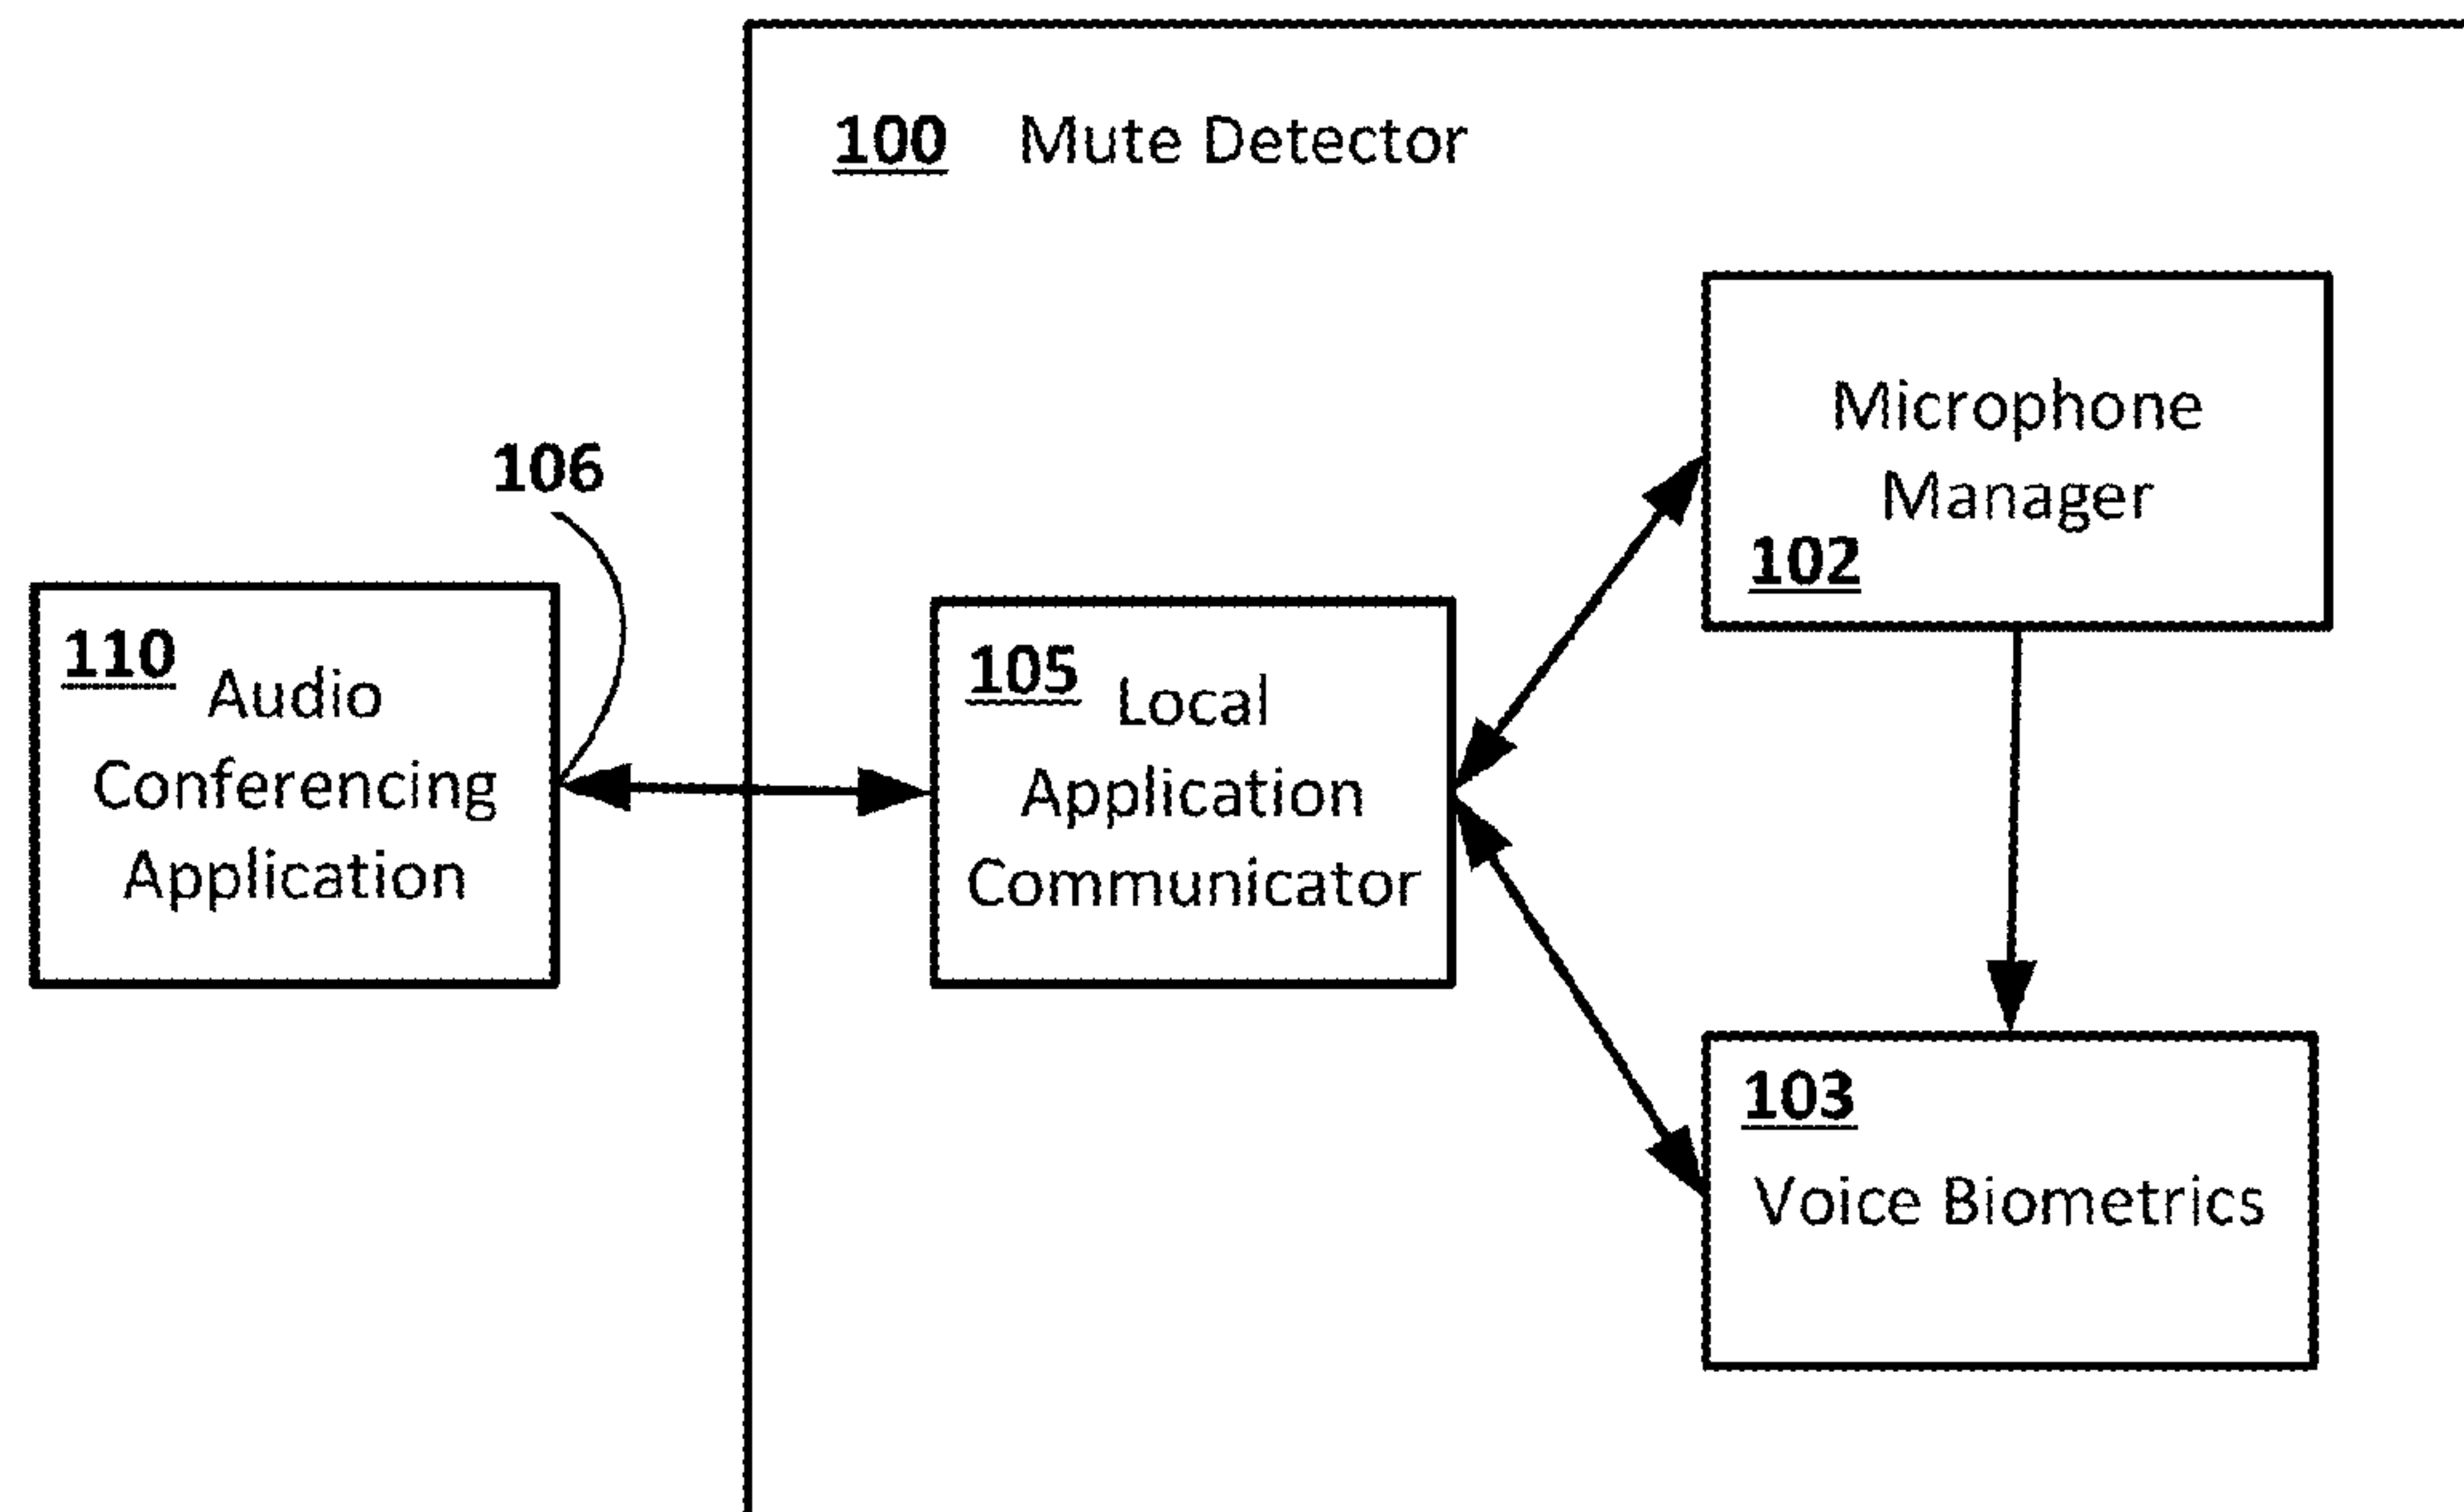 100 Mute Detector
106
110
Audio
Conferencing
Application
105
Local
Application
Communicator
Microphone
Manager
102
103
Voice Biometrics